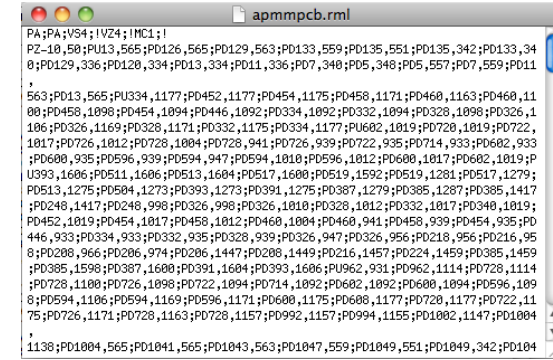 apmmpcb.rml
PA;PA;VS4;!VZ4;!MC1;!
PZ-10,50;PU13,565;PD126,565;PD129,563;PD133,559;PD135,551;PD135,342;PD133,34
0;PD129,336;PD120,334;PD13,334;PD11,336;PD7,340;PD5,348;PD5,557;PD7,559;PD11
,
563;PD13,565;PU334,1177;PD452,1177;PD454,1175;PD458,1171;PD460,1163;PD460,11
00;PD458,1098;PD454,1094;PD446,1092;PD334,1092;PD332,1094;PD328,1098;PD326,1
106;PD326,1169;PD328,1171;PD332,1175;PD334,1177;PU602,1019;PD720,1019;PD722,
1017;PD726,1012;PD728,1004;PD728,941;PD726,939;PD722,935;PD714,933;PD602,933
;PD600,935;PD596,939;PD594,947;PD594,1010;PD596,1012;PD600,1017;PD602,1019;P
U393,1606;PD511,1606;PD513,1604;PD517,1600;PD519,1592;PD519,1281;PD517,1279;
PD513,1275;PD504,1273;PD393,1273;PD391,1275;PD387,1279;PD385,1287;PD385,1417
;PD248,1417;PD248,998;PD326,998;PD326,1010;PD328,1012;PD332,1017;PD340,1019;
PD452,1019;PD454,1017;PD458,1012;PD460,1004;PD460,941;PD458,939;PD454,935;PD
446,933;PD334,933;PD332,935;PD328,939;PD326,947;PD326,956;PD218,956;PD216,95
8;PD208,966;PD206,974;PD206,1447;PD208,1449;PD216,1457;PD224,1459;PD385,1459
;PD385,1598;PD387,1600;PD391,1604;PD393,1606;PU962,931;PD962,1114;PD728,1114
;PD728,1100;PD726,1098;PD722,1094;PD714,1092;PD602,1092;PD600,1094;PD596,109
8;PD594,1106;PD594,1169;PD596,1171;PD600,1175;PD608,1177;PD720,1177;PD722,11
75;PD726,1171;PD728,1163;PD728,1157;PD992,1157;PD994,1155;PD1002,1147;PD1004
,
1138;PD1004,565;PD1041,565;PD1043,563;PD1047,559;PD1049,551;PD1049,342;PD104